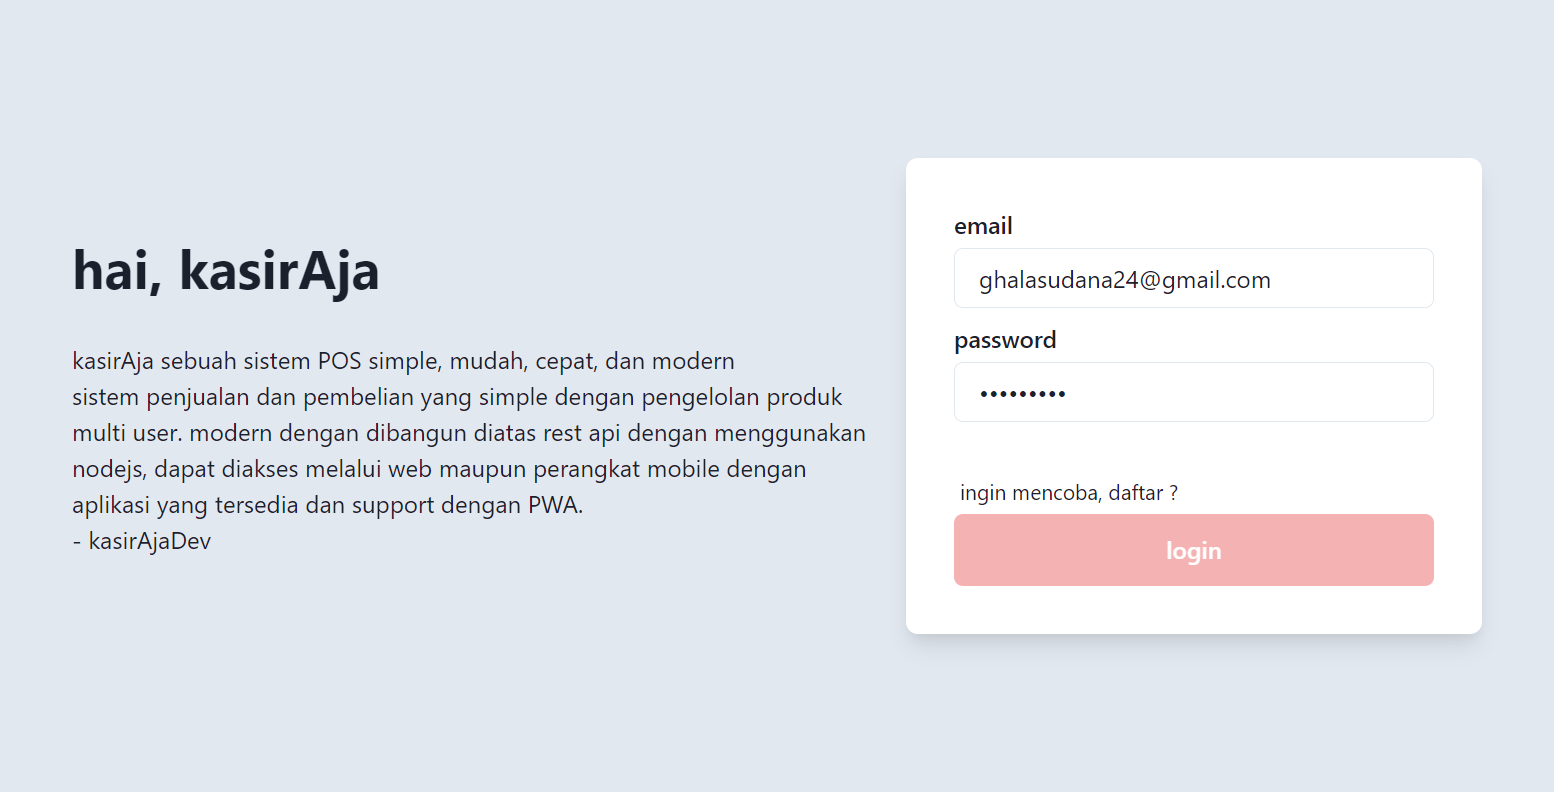 hai, kasirAja
kasirAja sebuah sistem POS simple, mudah, cepat, dan modern
sistem penjualan dan pembelian yang simple dengan pengelolan produk
multi user. modern dengan dibangun diatas rest api dengan menggunakan
nodejs, dapat diakses melalui web maupun perangkat mobile dengan
aplikasi yang tersedia dan support dengan PWA.
- kasirAjaDev
email
ghalasudana24@gmail.com
password
•••••••••
ingin mencoba, daftar ?
login